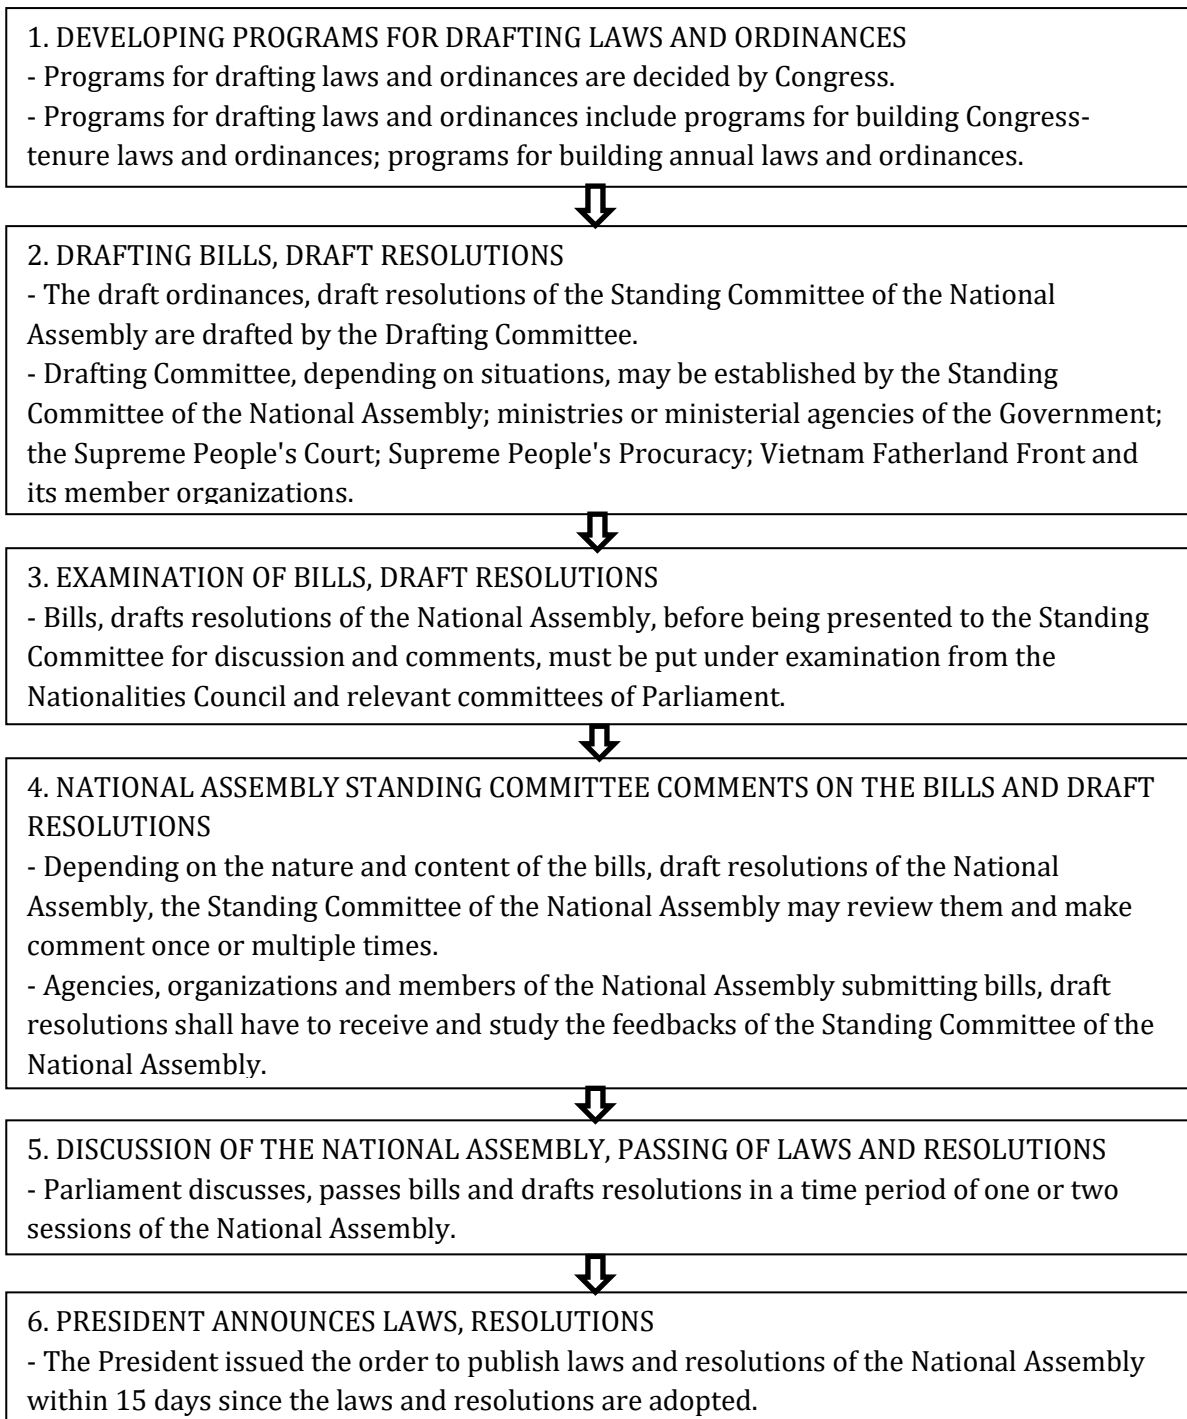 1. DEVELOPING PROGRAMS FOR DRAFTING LAWS AND ORDINANCES
- Programs for drafting laws and ordinances are decided by Congress.
- Programs for drafting laws and ordinances include programs for building Congress-
tenure laws and ordinances; programs for building annual laws and ordinances.
2. DRAFTING BILLS, DRAFT RESOLUTIONS
- The draft ordinances, draft resolutions of the Standing Committee of the National
Assembly are drafted by the Drafting Committee.
- Drafting Committee, depending on situations, may be established by the Standing
Committee of the National Assembly; ministries or ministerial agencies of the Government;
the Supreme People's Court; Supreme People's Procuracy; Vietnam Fatherland Front and
its member organizations.
3. EXAMINATION OF BILLS, DRAFT RESOLUTIONS
- Bills, drafts resolutions of the National Assembly, before being presented to the Standing
Committee for discussion and comments, must be put under examination from the
Nationalities Council and relevant committees of Parliament.
4. NATIONAL ASSEMBLY STANDING COMMITTEE COMMENTS ON THE BILLS AND DRAFT
RESOLUTIONS
- Depending on the nature and content of the bills, draft resolutions of the National
Assembly, the Standing Committee of the National Assembly may review them and make
comment once or multiple times.
- Agencies, organizations and members of the National Assembly submitting bills, draft
resolutions shall have to receive and study the feedbacks of the Standing Committee of the
National Assembly.
5. DISCUSSION OF THE NATIONAL ASSEMBLY, PASSING OF LAWS AND RESOLUTIONS
- Parliament discusses, passes bills and drafts resolutions in a time period of one or two
sessions of the National Assembly.
6. PRESIDENT ANNOUNCES LAWS, RESOLUTIONS
- The President issued the order to publish laws and resolutions of the National Assembly
within 15 days since the laws and resolutions are adopted.